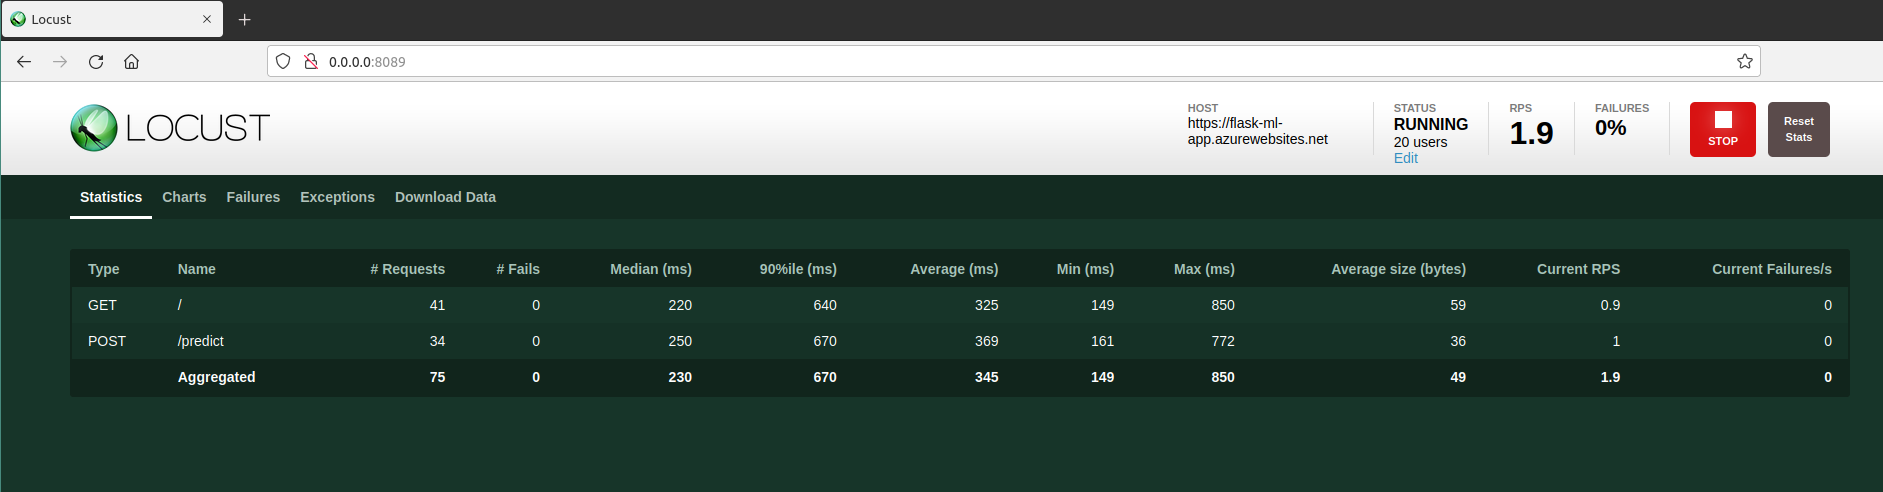 Locust
0.0.0.0:8089
LOCUST
HOST
https://flask-ml-
app.azurewebsites.net
STATUS
RUNNING
20 users
Edit
RPS
1.9
FAILURES
0%
STOP
Reset
Stats
Statistics Charts Failures Exceptions Download Data
Type Name # Requests # Fails Median (ms) 90%ile (ms) Average (ms) Min (ms) Max (ms) Average size (bytes) Current RPS Current Failures/s
GET / 41 0 220 640 325 149 850 59 0.9 0
POST /predict 34 0 250 670 369 161 772 36 1 0
Aggregated 75 0 230 670 345 149 850 49 1.9 0